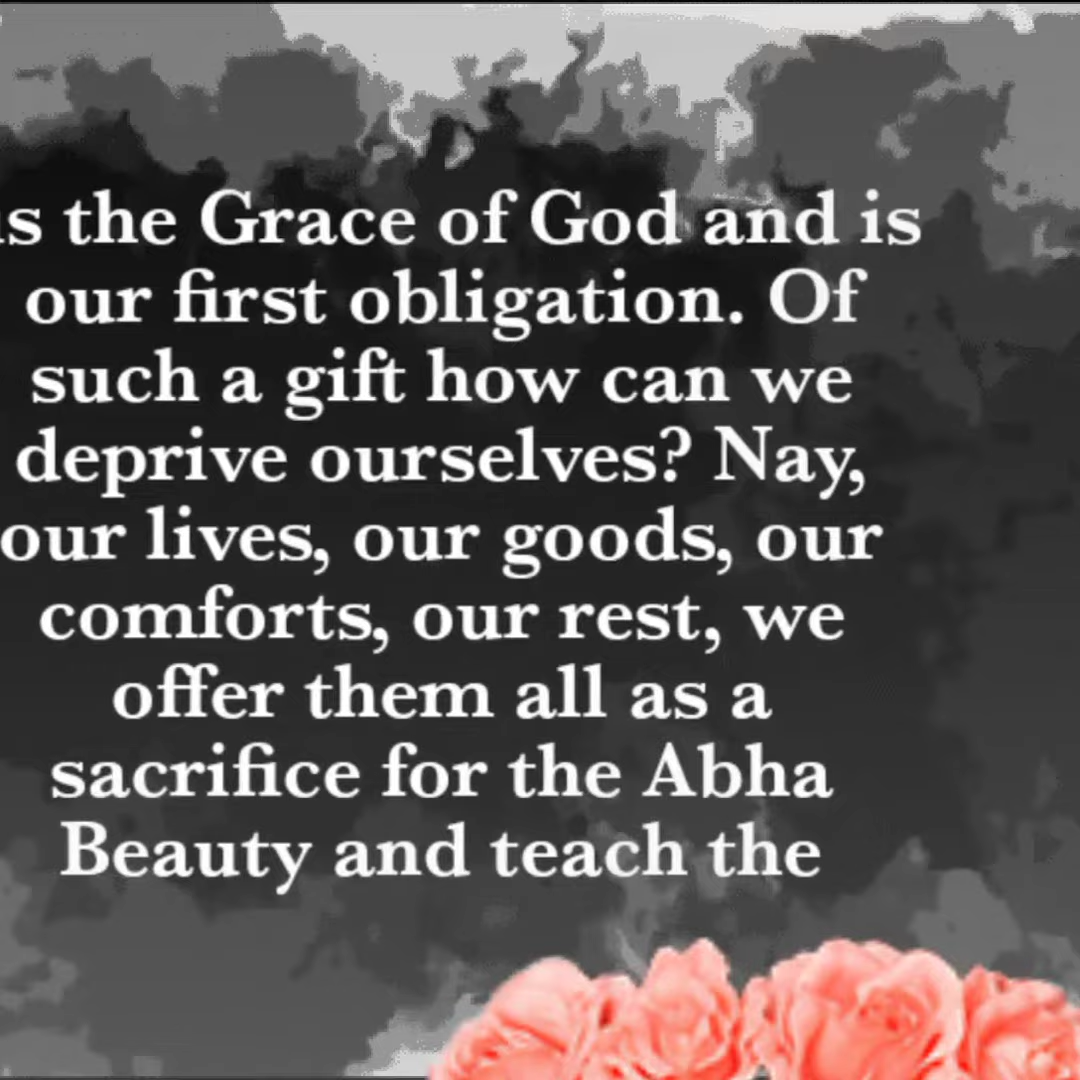 is the Grace of God and is
our first obligation. Of
such a gift how can we
deprive ourselves? Nay,
our lives, our goods, our
comforts, our rest, we
offer them all as a
sacrifice for the Abha
Beauty and teach the